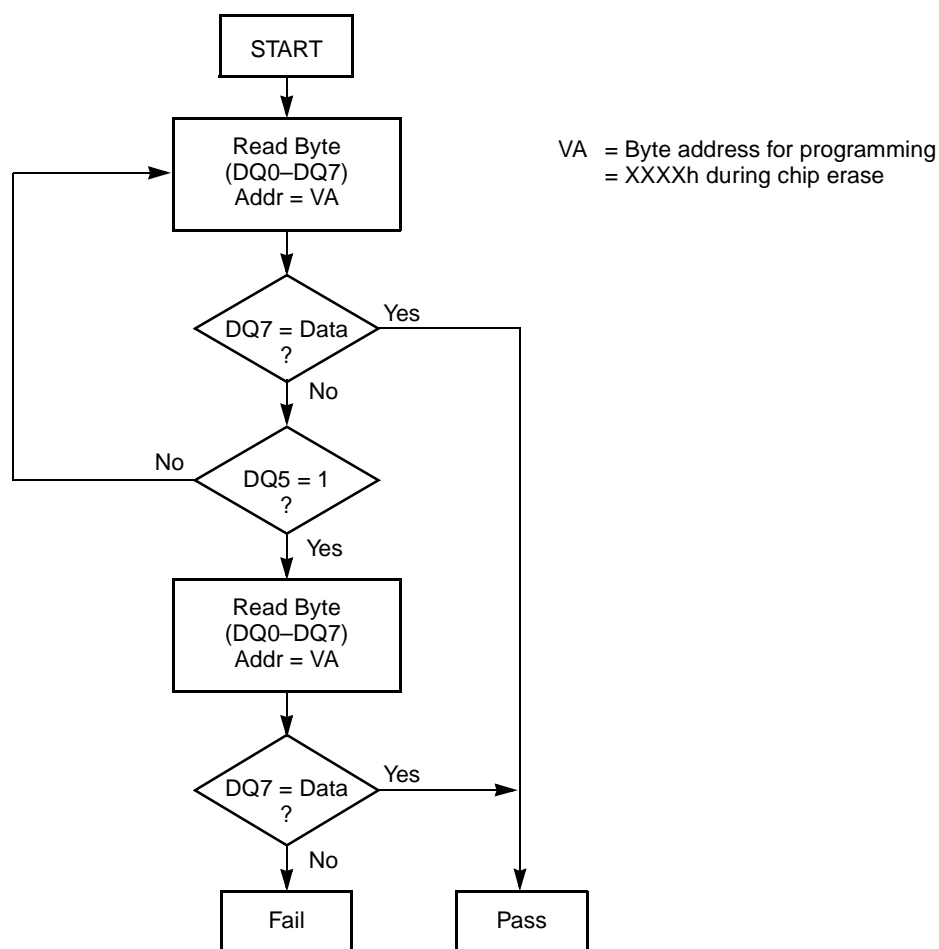 START
Read Byte
(DQ0–DQ7)
Addr = VA
VA = Byte address for programming
= XXXXh during chip erase
DQ7 = Data
?
Yes
No
DQ5 = 1
?
No
Yes
Read Byte
(DQ0–DQ7)
Addr = VA
DQ7 = Data
?
Yes
No
Fail
Pass